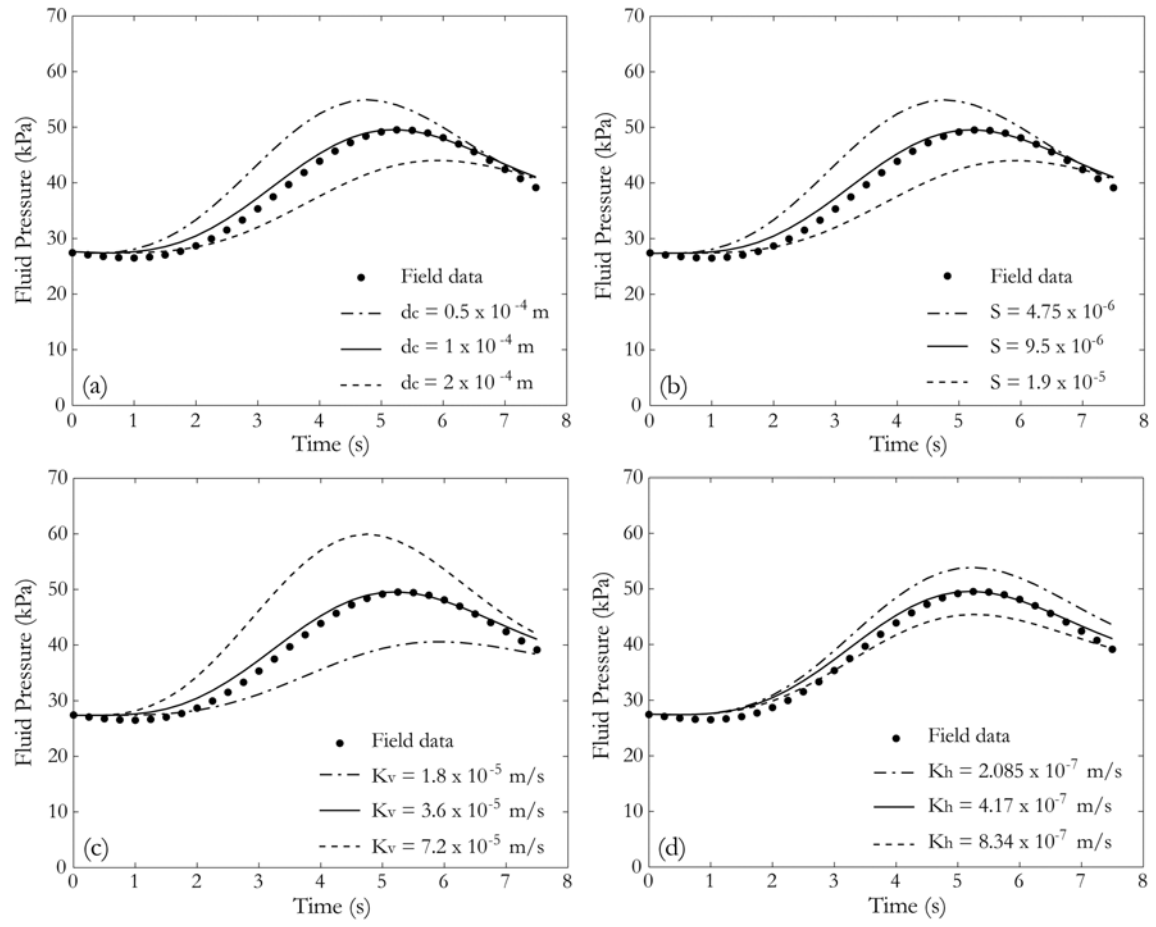 70
60
50
40
30
20
10
0
Fluid Pressure (kPa)
Field data
dc = 0.5 x 10 -4 m
dc = 1 x 10 -4 m
dc = 2 x 10 -4 m
(a)
0 1 2 3 4 5 6 7 8
Time (s)
70
60
50
40
30
20
10
0
Fluid Pressure (kPa)
Field data
S = 4.75 x 10-6
S = 9.5 x 10-6
S = 1.9 x 10-5
(b)
0 1 2 3 4 5 6 7 8
Time (s)
70
60
50
40
30
20
10
0
Fluid Pressure (kPa)
Field data
Kv = 1.8 x 10-5 m/s
Kv = 3.6 x 10-5 m/s
Kv = 7.2 x 10-5 m/s
(c)
0 1 2 3 4 5 6 7 8
Time (s)
70
60
50
40
30
20
10
0
Fluid Pressure (kPa)
Field data
Kh = 2.085 x 10-7 m/s
Kh = 4.17 x 10-7 m/s
Kh = 8.34 x 10-7 m/s
(d)
0 1 2 3 4 5 6 7 8
Time (s)